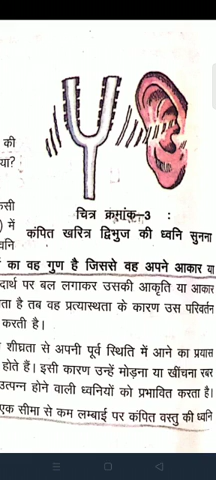 की
या?
चित्र क्रमांक–3 :
कंपित खरित्र द्विभुज की ध्वनि सुनना
) में
का वह गुण है जिससे वह अपने आकार या
दार्थ पर बल लगाकर उसकी आकृति या आकार
ता है तब वह प्रत्यास्थता के कारण उस परिवर्तन
करती है।
शीघ्रता से अपनी पूर्व स्थिति में आने का प्रयास
होते हैं। इसी कारण उन्हें मोड़ना या खींचना रबर
उत्पन्न होने वाली ध्वनियों को प्रभावित करता है।
एक सीमा से कम लम्बाई पर कंपित वस्तु की ध्वनि